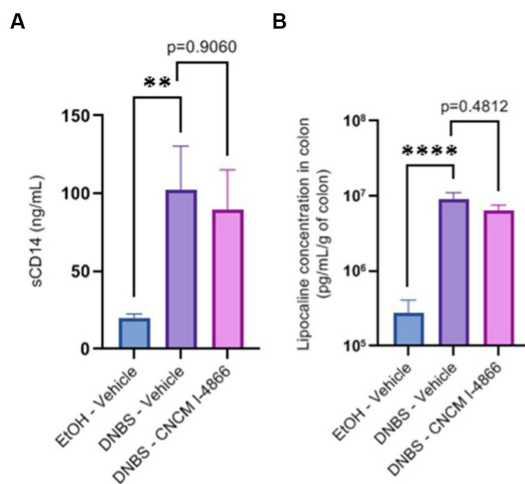 A
p=0.9060
**
150
100
50
0
sCD14 (ng/mL)
EtOH - Vehicle
DNBS - Vehicle
DNBS - CNCM I-4866
B
p=0.4812
****
10⁸
10⁷
10⁶
10⁵
Lipocaline concentration in colon
(pg/mL/g of colon)
EtOH - Vehicle
DNBS - Vehicle
DNBS - CNCM I-4866